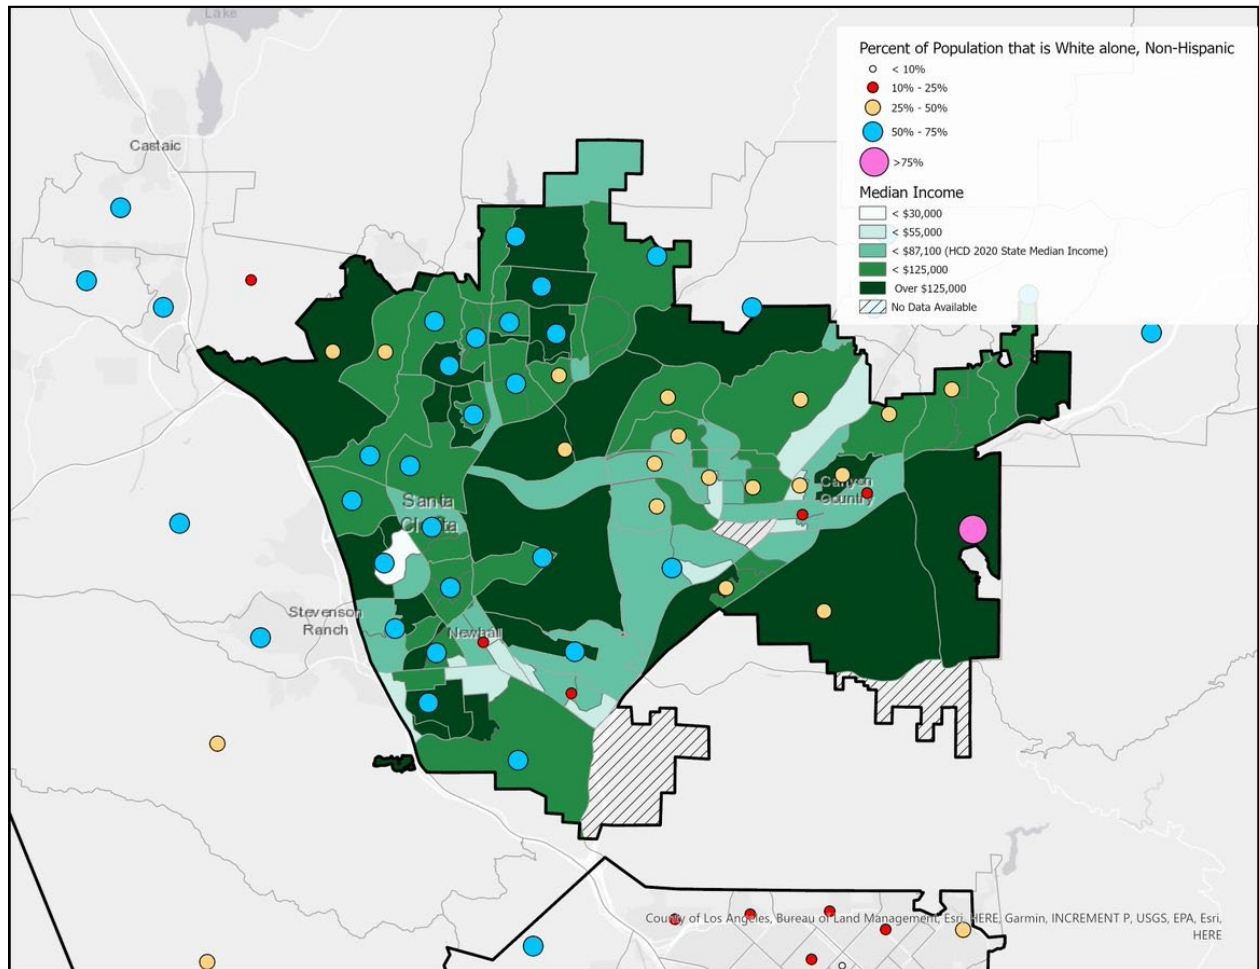 Lake
Castaic
Percent of Population that is White alone, Non-Hispanic
< 10%
10% - 25%
25% - 50%
50% - 75%
>75%
Median Income
< $30,000
< $55,000
< $87,100 (HCD 2020 State Median Income)
< $125,000
Over $125,000
No Data Available
Canyon
Country
Santa
Clarita
Stevenson
Ranch
Newhall
County of Los Angeles, Bureau of Land Management, Esri, HERE, Garmin, INCREMENT P, USGS, EPA, Esri,
HERE